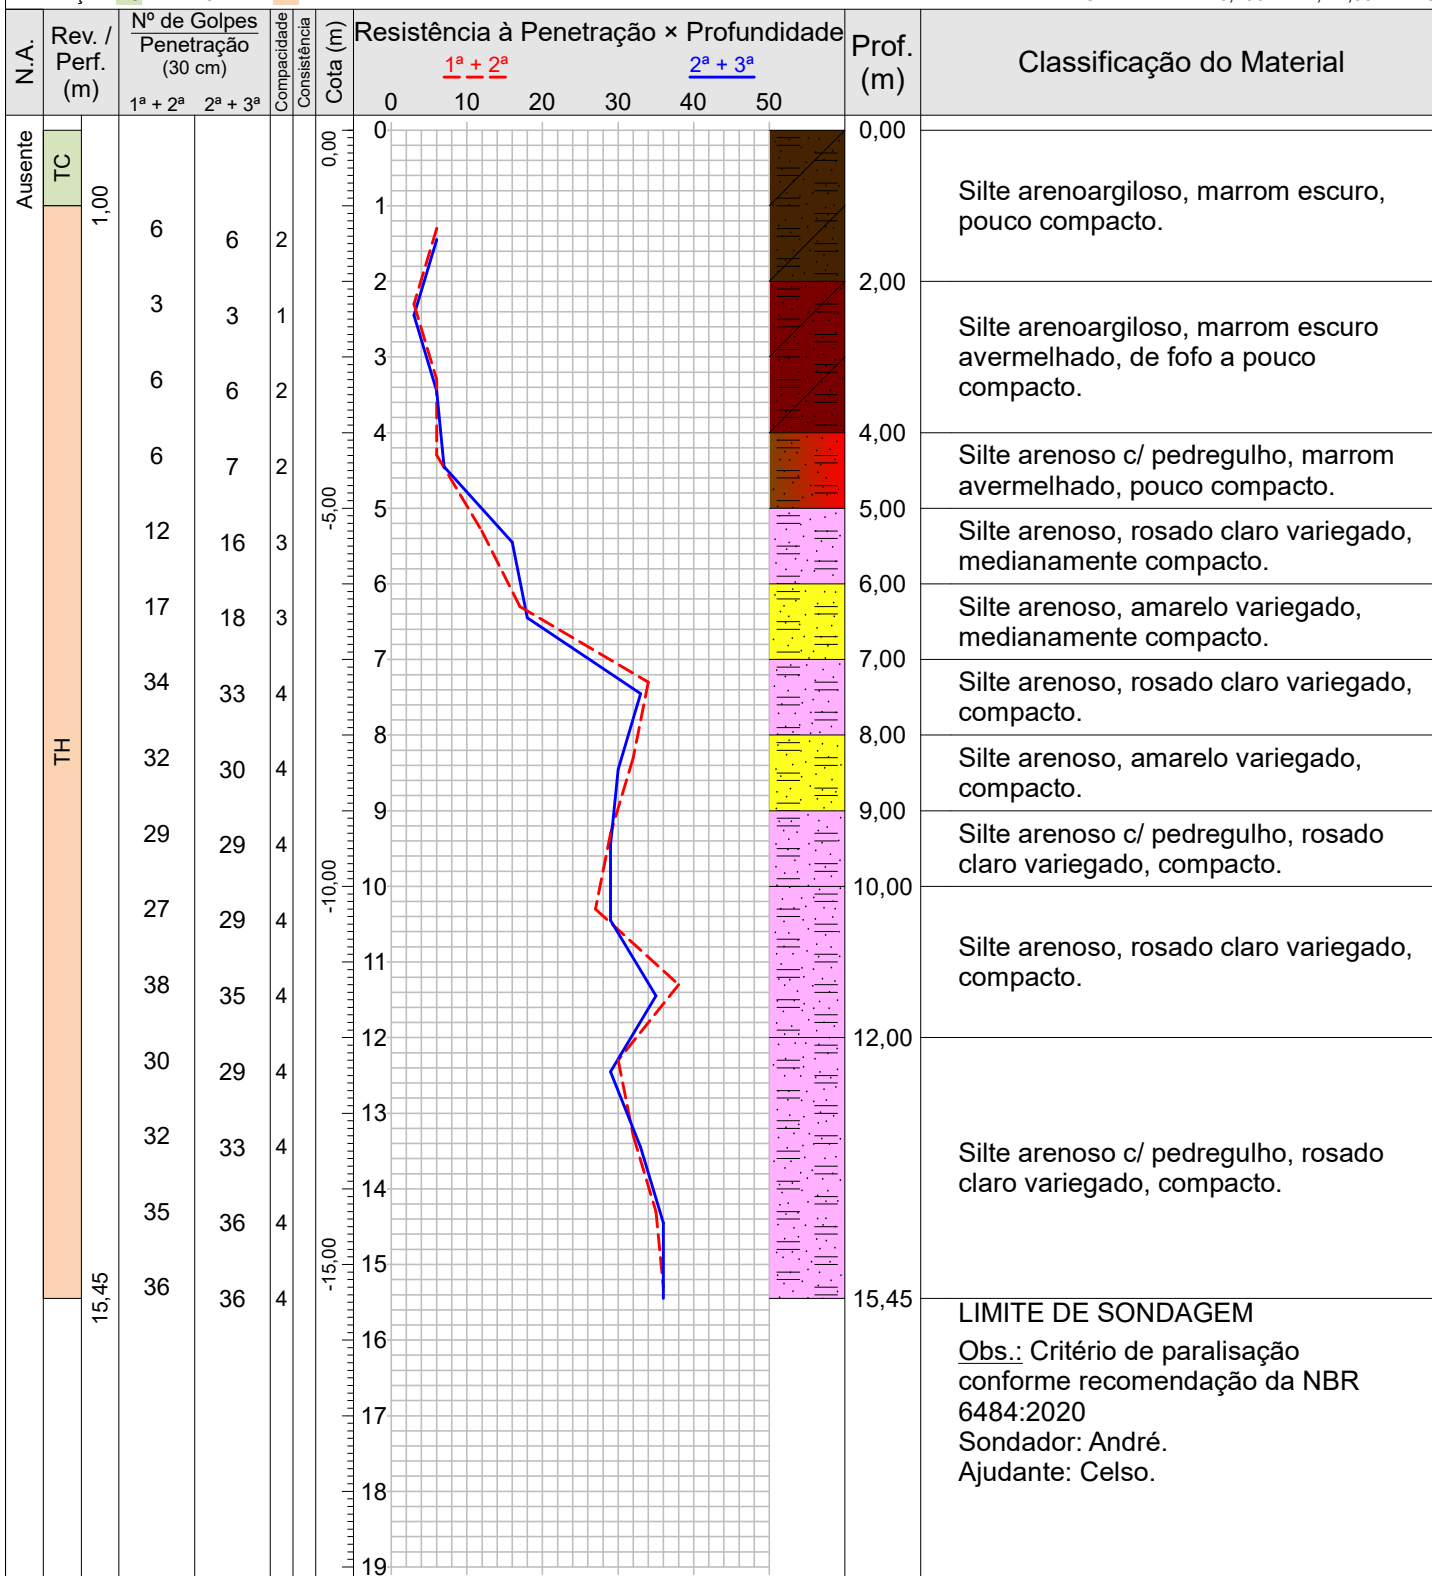 N.A.
Rev. /
Perf.
(m)
Nº de Golpes
Penetração
(30 cm)
1ª + 2ª 2ª + 3ª
Compacidade /
Consistência
Cota (m)
Resistência à Penetração × Profundidade
1ª + 2ª 2ª + 3ª
0 10 20 30 40 50
Prof.
(m)
Classificação do Material
Ausente
TC
1,00
TH
15,45
6 6 2
3 3 1
6 6 2
6 7 2
12 16 3
17 18 3
34 33 4
32 30 4
29 29 4
27 29 4
38 35 4
30 29 4
32 33 4
35 36 4
36 36 4
0,00
-5,00
-10,00
-15,00
0
1
2
3
4
5
6
7
8
9
10
11
12
13
14
15
16
17
18
19
0,00
Silte arenoargiloso, marrom escuro,
pouco compacto.
2,00
Silte arenoargiloso, marrom escuro
avermelhado, de fofo a pouco
compacto.
4,00
Silte arenoso c/ pedregulho, marrom
avermelhado, pouco compacto.
5,00
Silte arenoso, rosado claro variegado,
medianamente compacto.
6,00
Silte arenoso, amarelo variegado,
medianamente compacto.
7,00
Silte arenoso, rosado claro variegado,
compacto.
8,00
Silte arenoso, amarelo variegado,
compacto.
9,00
Silte arenoso c/ pedregulho, rosado
claro variegado, compacto.
10,00
Silte arenoso, rosado claro variegado,
compacto.
12,00
Silte arenoso c/ pedregulho, rosado
claro variegado, compacto.
15,45
LIMITE DE SONDAGEM
Obs.: Critério de paralisação
conforme recomendação da NBR
6484:2020
Sondador: André.
Ajudante: Celso.